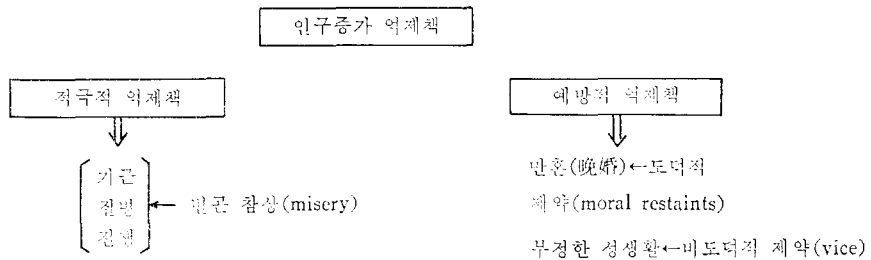 인구증가 억제책
적극적 억제책
예방적 억제책
기근
질병
전쟁
빈곤 참상(misery)
만혼(晩婚)←도덕적
제약(moral restaints)
부정한 성생활←비도덕적 제약(vice)